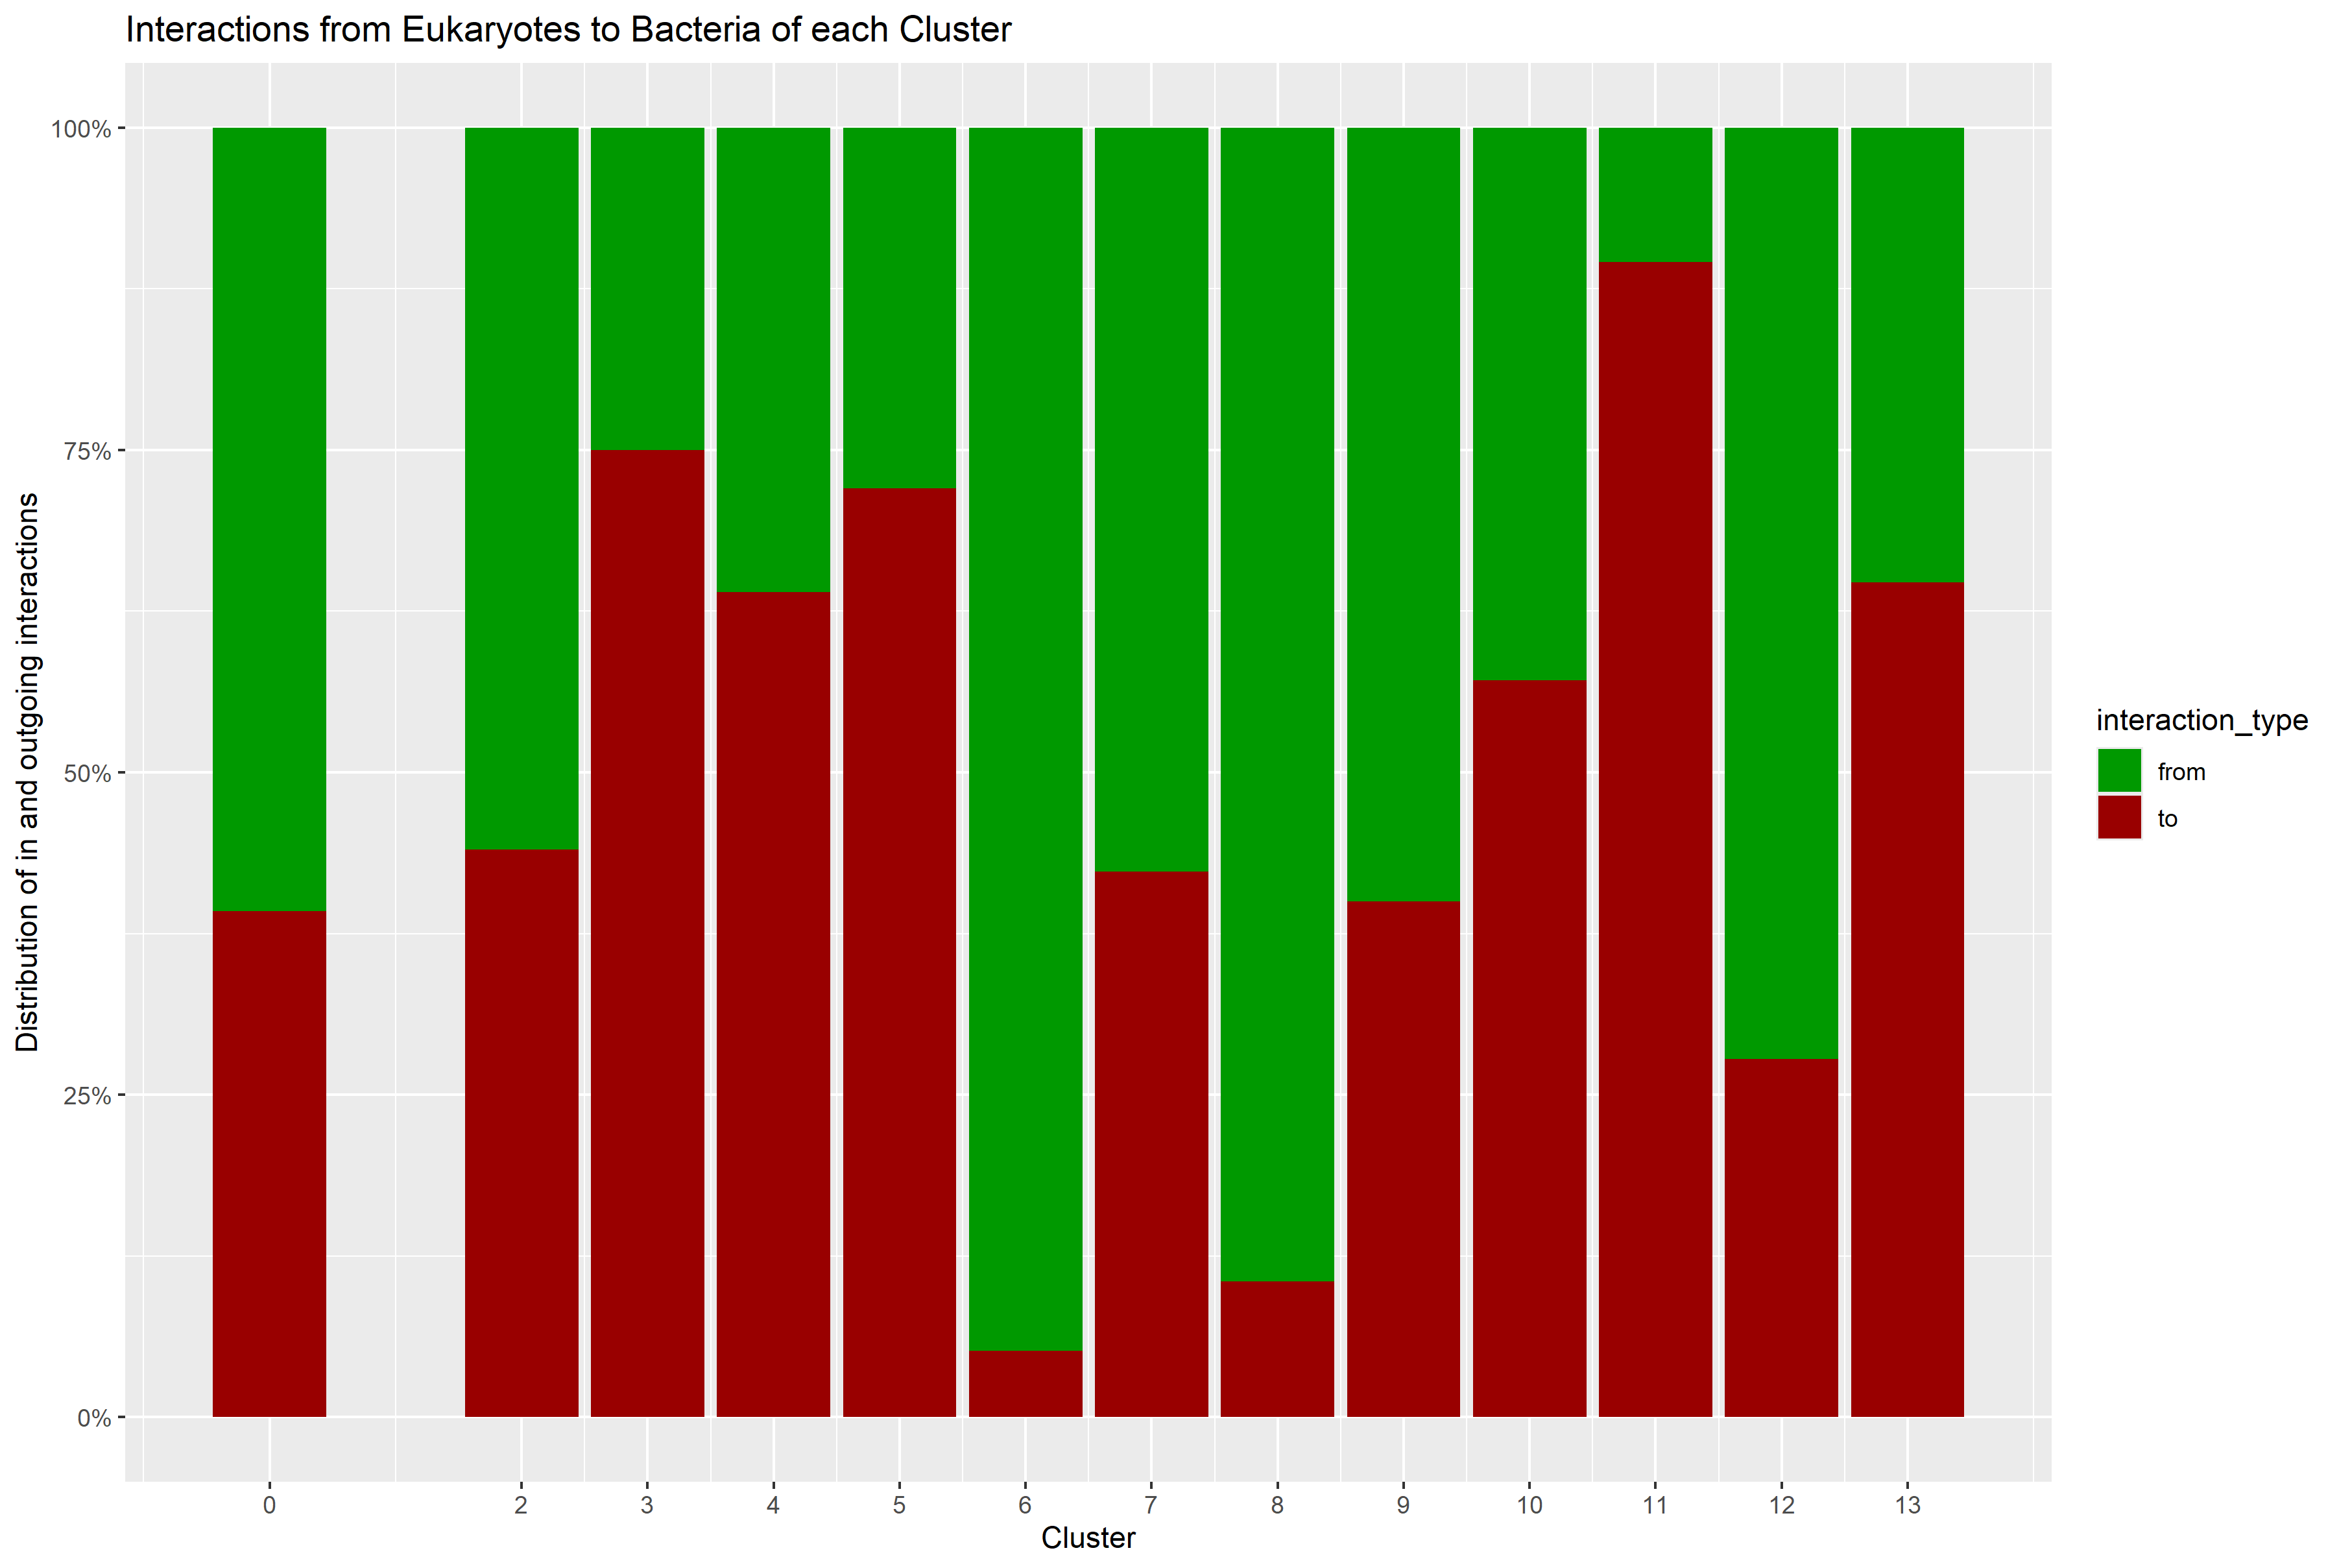 Interactions from Eukaryotes to Bacteria of each Cluster
Distribution of in and outgoing interactions
100%
75%
50%
25%
0%
0 2 3 4 5 6 7 8 9 10 11 12 13
Cluster
interaction_type
from
to